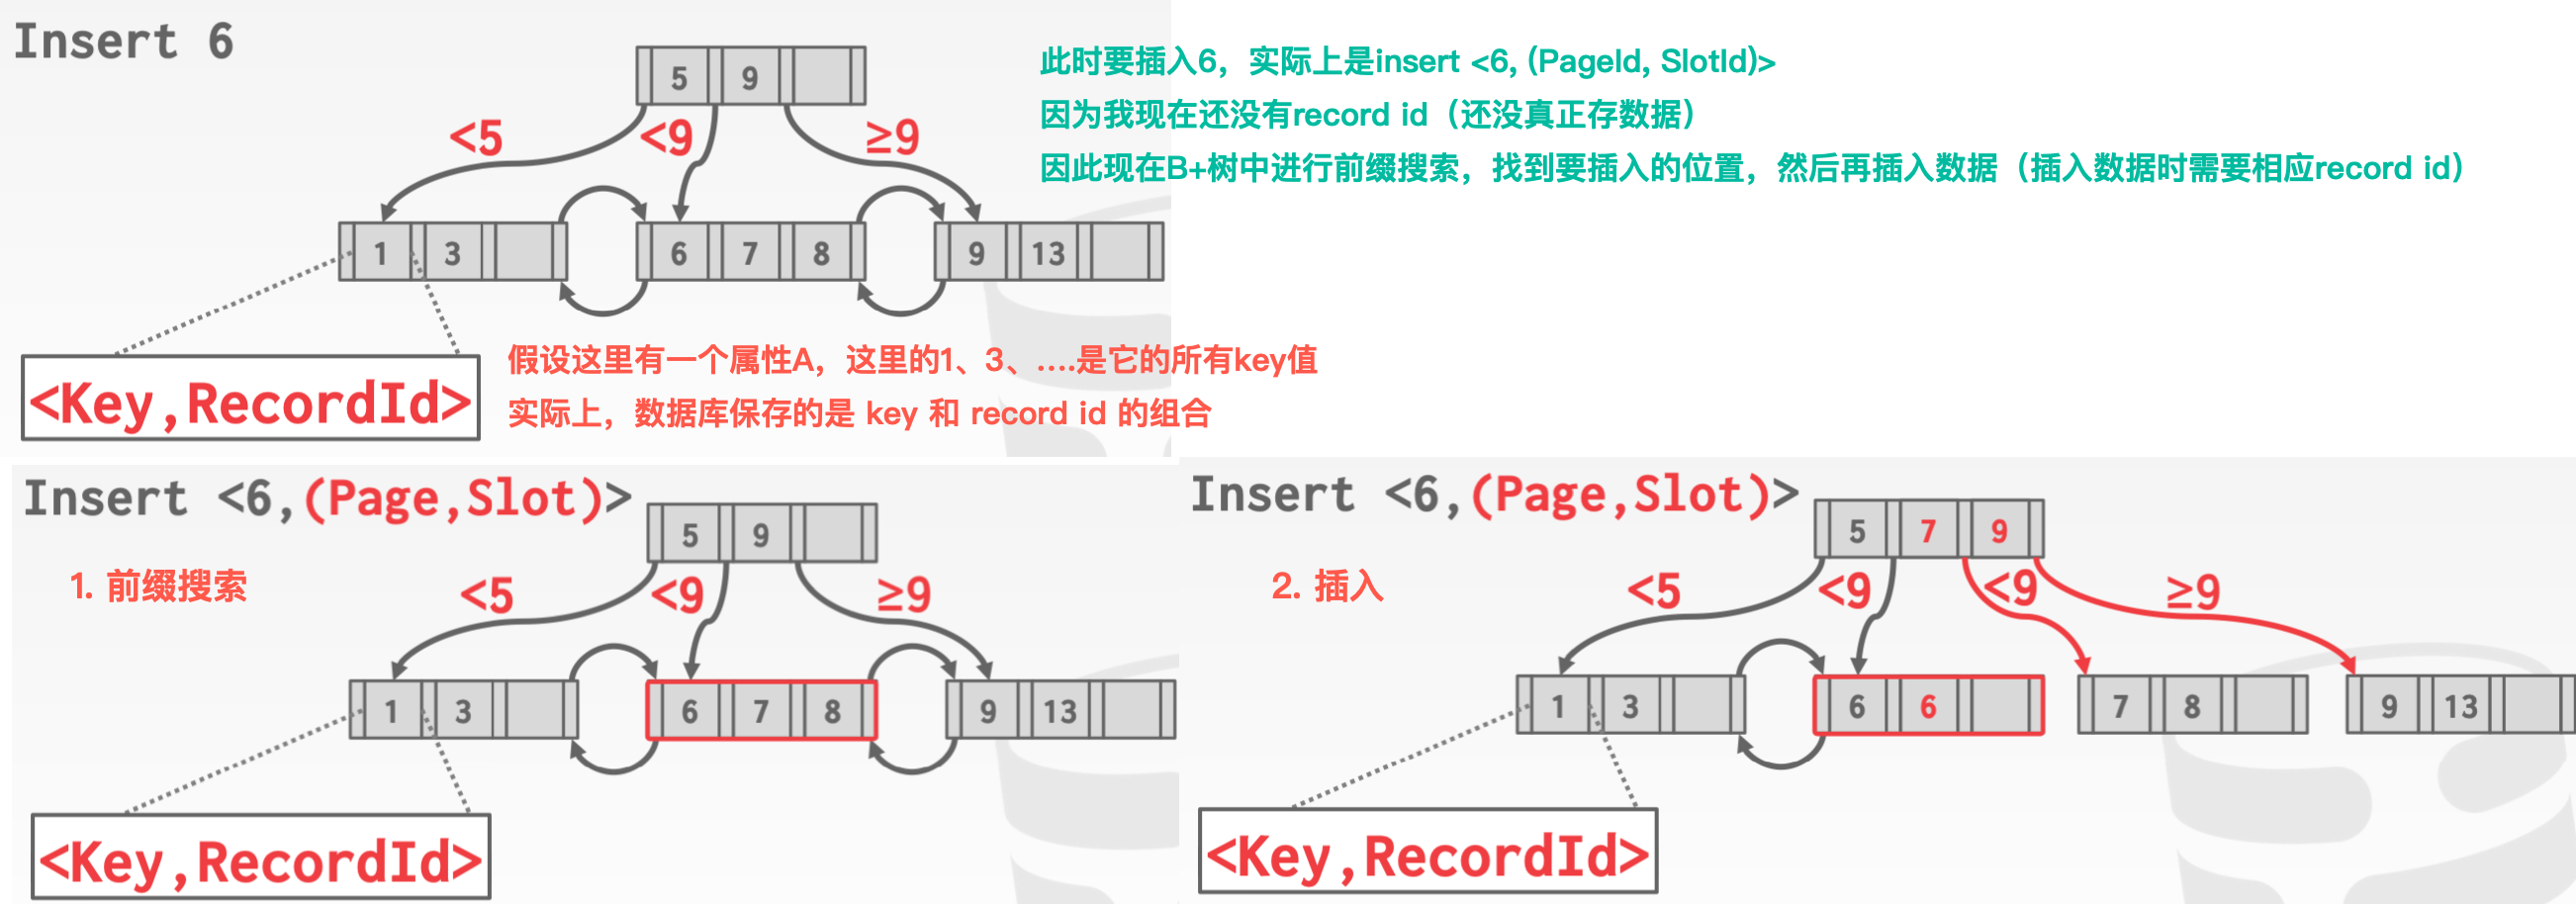 Insert 6
5 9
<5 <9 ≥9
1 3 6 7 8 9 13
<Key,RecordId>
此时要插入6，实际上是insert <6, (PageId, SlotId)>
因为我现在还没有record id（还没真正存数据）
因此现在B+树中进行前缀搜索，找到要插入的位置，然后再插入数据（插入数据时需要相应record id）
假设这里有一个属性A，这里的1、3、....是它的所有key值
实际上，数据库保存的是 key 和 record id 的组合
Insert <6,(Page,Slot)>
1. 前缀搜索
5 9
<5 <9 ≥9
1 3 6 7 8 9 13
<Key,RecordId>
Insert <6,(Page,Slot)>
2. 插入
5 7 9
<5 <9 <9 ≥9
1 3 6 6 7 8 9 13
<Key,RecordId>